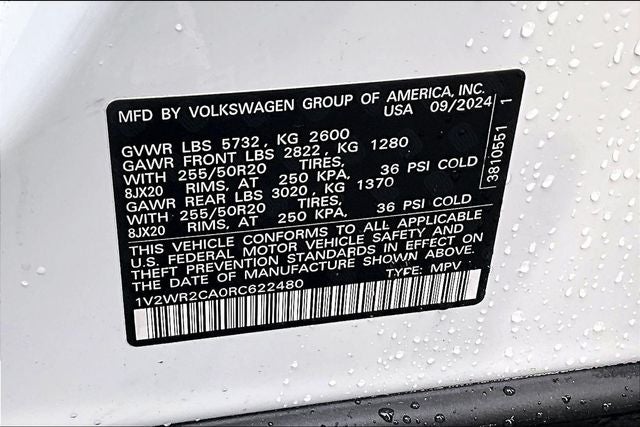 MFD BY VOLKSWAGEN GROUP OF AMERICA, INC.
USA 09/2024
GVWR LBS 5732, KG 2600
GAWR FRONT LBS 2822, KG 1280
WITH 255/50R20 TIRES,
8JX20 RIMS, AT 250 KPA, 36 PSI COLD
GAWR REAR LBS 3020, KG 1370
WITH 255/50R20 TIRES,
8JX20 RIMS, AT 250 KPA, 36 PSI COLD
THIS VEHICLE CONFORMS TO ALL APPLICABLE
U.S. FEDERAL MOTOR VEHICLE SAFETY AND
THEFT PREVENTION STANDARDS IN EFFECT ON
THE DATE OF MANUFACTURE SHOWN ABOVE.
1V2WR2CA0RC622480 TYPE: MPV
3810551 1